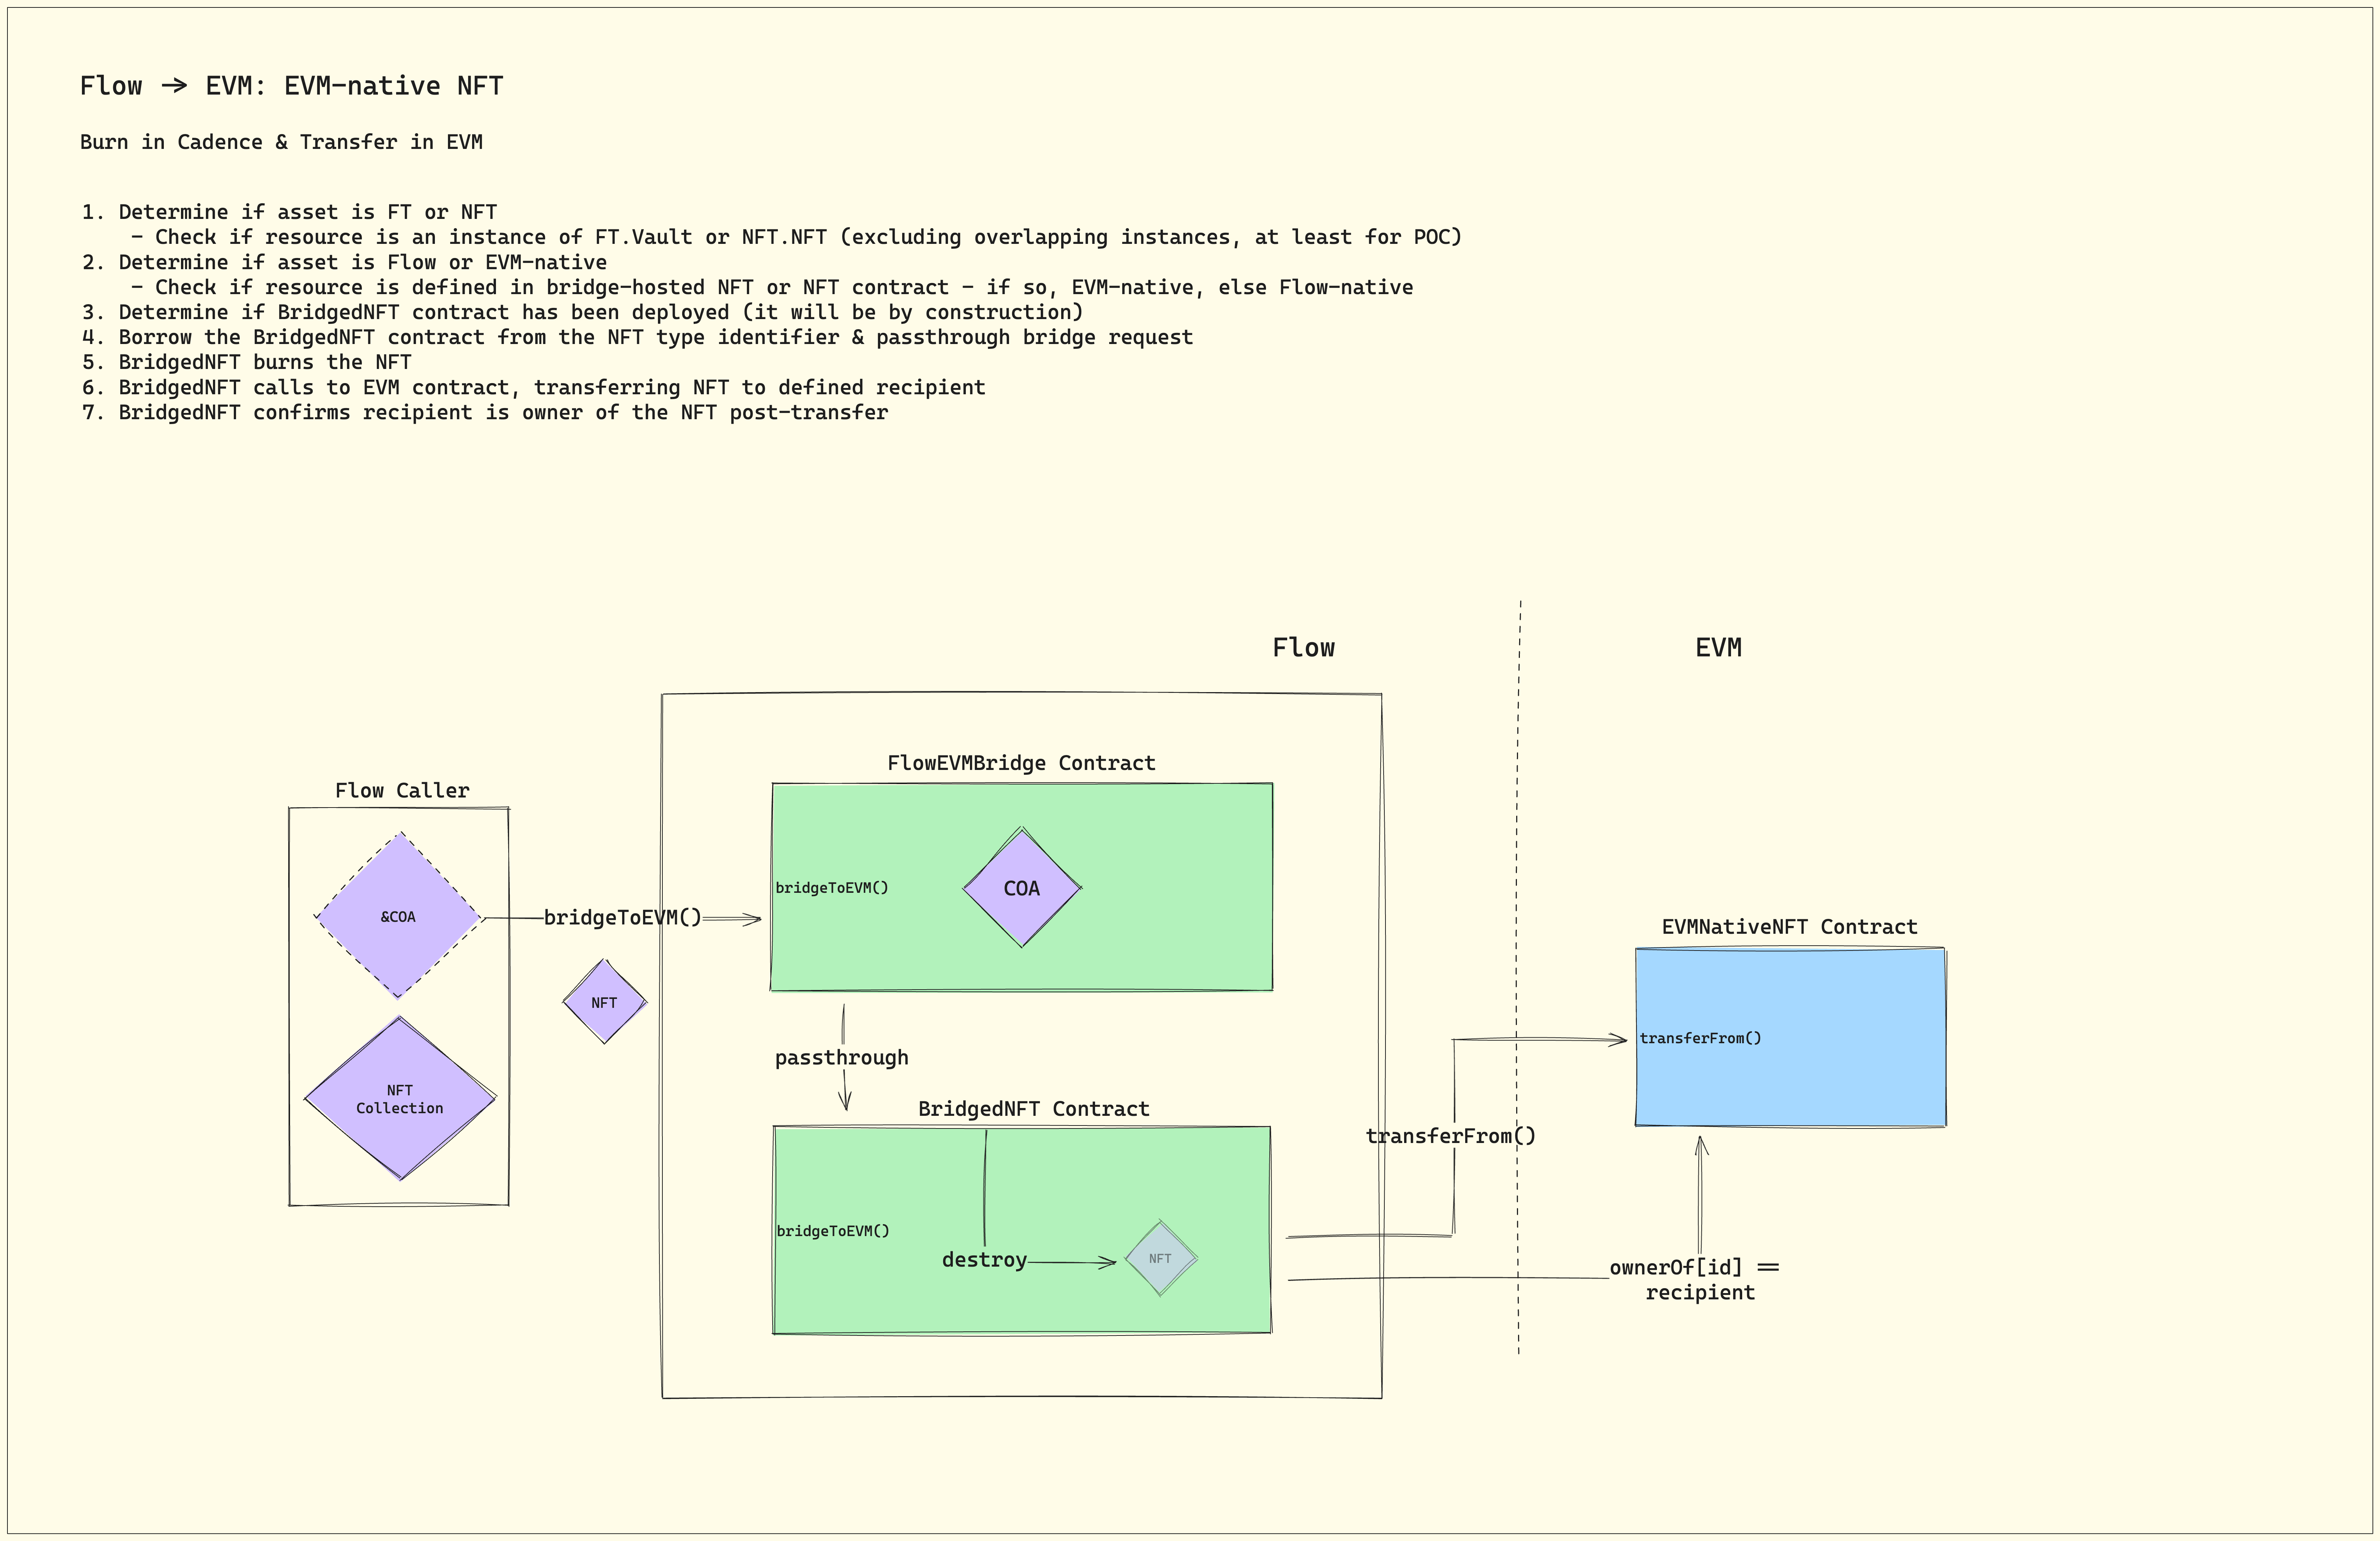 Flow -> EVM: EVM-native NFT
Burn in Cadence & Transfer in EVM
1. Determine if asset is FT or NFT
- Check if resource is an instance of FT.Vault or NFT.NFT (excluding overlapping instances, at least for POC)
2. Determine if asset is Flow or EVM-native
- Check if resource is defined in bridge-hosted NFT or NFT contract - if so, EVM-native, else Flow-native
3. Determine if BridgedNFT contract has been deployed (it will be by construction)
4. Borrow the BridgedNFT contract from the NFT type identifier & passthrough bridge request
5. BridgedNFT burns the NFT
6. BridgedNFT calls to EVM contract, transferring NFT to defined recipient
7. BridgedNFT confirms recipient is owner of the NFT post-transfer
Flow
EVM
Flow Caller
&COA
NFT
Collection
bridgeToEVM()
NFT
FlowEVMBridge Contract
bridgeToEVM()
COA
passthrough
BridgedNFT Contract
bridgeToEVM()
destroy
NFT
transferFrom()
EVMNativeNFT Contract
transferFrom()
ownerOf[id] ==
recipient